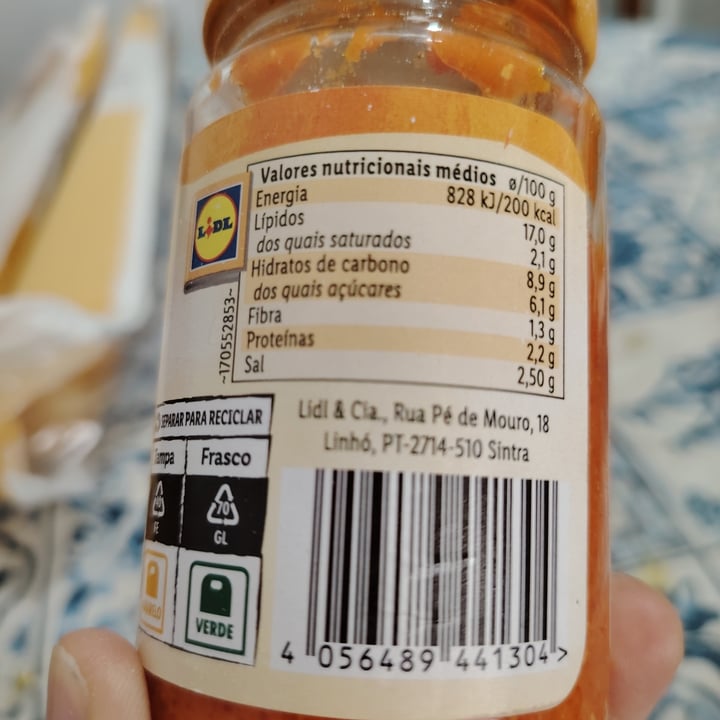 Valores nutricionais médios ø/100 g
Energia 828 kJ/200 kcal
Lípidos 17,0 g
dos quais saturados 2,1 g
Hidratos de carbono 8,9 g
dos quais açúcares 6,1 g
Fibra 1,3 g
Proteínas 2,2 g
Sal 2,50 g
LiDL
~170552853~
Lidl & Cia., Rua Pé de Mouro, 18
Linhó, PT-2714-510 Sintra
SEPARAR PARA RECICLAR
Frasco
70
GL
VERDE
4 056489 441304 >